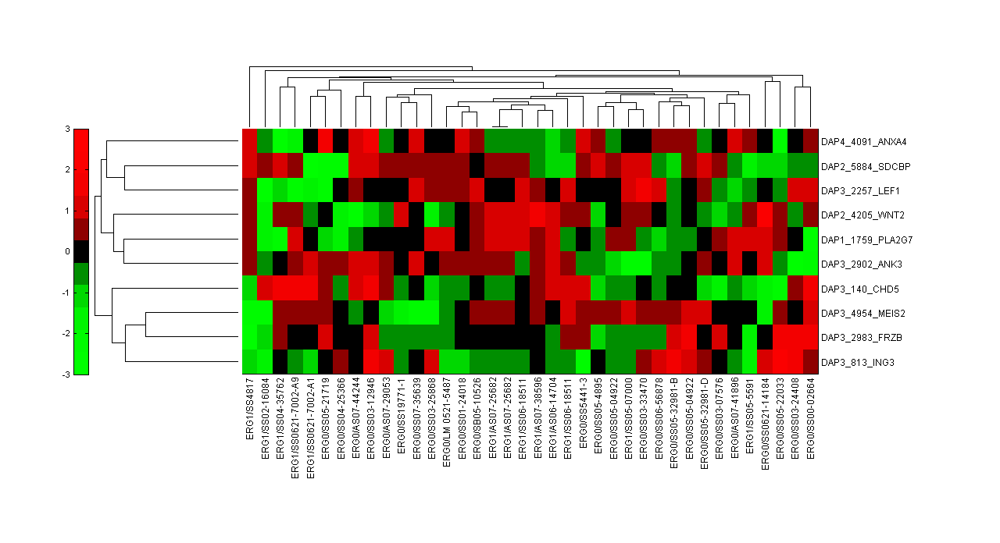 3
2
1
0
-1
-2
-3
DAP4_4091_ANXA4
DAP2_5884_SDCBP
DAP3_2257_LEF1
DAP2_4205_WNT2
DAP1_1759_PLA2G7
DAP3_2902_ANK3
DAP3_140_CHD5
DAP3_4954_MEIS2
DAP3_2983_FRZB
DAP3_813_ING3
ERG1/SS4817
ERG1/SS02-16084
ERG1/SS04-35762
ERG1/SS0621-7002-A9
ERG1/SS0621-7002-A1
ERG0/SS05-21719
ERG0/SS04-25366
ERG0/AS07-44244
ERG0/SS03-12946
ERG0/AS07-29053
ERG0/SS19771-1
ERG0/SS07-35639
ERG0/SS03-25868
ERG0/LM 0521-5487
ERG0/SS01-24018
ERG0/SB05-10526
ERG1/AS07-25682
ERG1/AS07-25682
ERG1/SS06-18511
ERG1/AS07-38596
ERG1/AS06-14704
ERG1/SS06-18511
ERG0/SS5441-3
ERG0/SS05-4895
ERG0/SS05-04922
ERG1/SS05-07000
ERG0/SS03-33470
ERG0/SS06-56878
ERG0/SS05-32981-B
ERG0/SS05-04922
ERG0/SS05-32981-D
ERG0/SS03-07576
ERG0/AS07-41896
ERG1/SS05-5591
ERG0/SS0621-14184
ERG0/SS05-22033
ERG0/SS03-24408
ERG0/SS00-02664